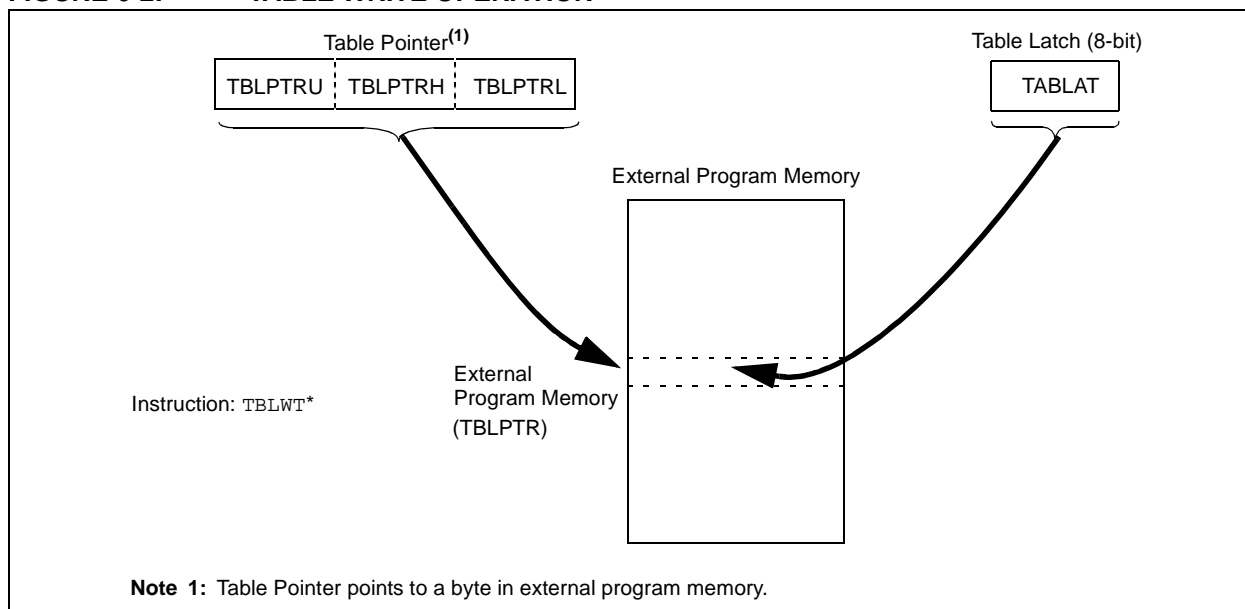 Table Pointer(1)
Table Latch (8-bit)
TBLPTRU TBLPTRH TBLPTRL
TABLAT
External Program Memory
External
Program Memory
(TBLPTR)
Instruction: TBLWT*
Note 1: Table Pointer points to a byte in external program memory.